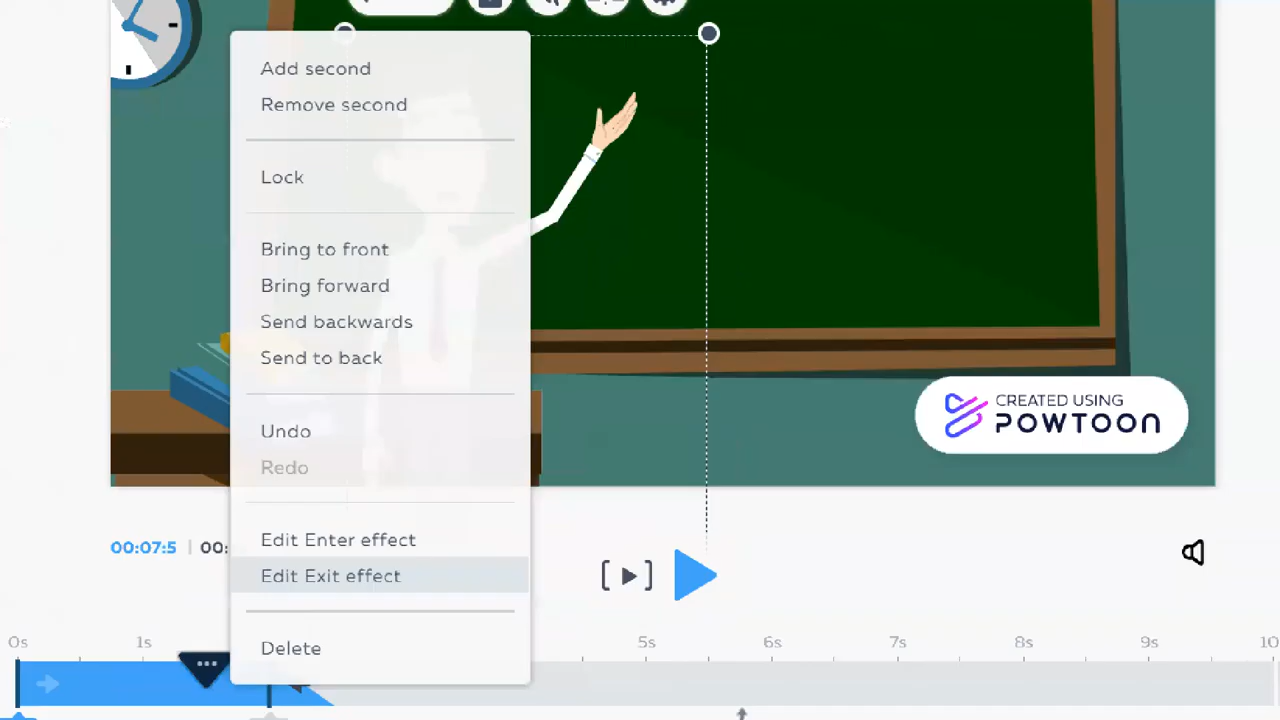 Add second
Remove second
Lock
Bring to front
Bring forward
Send backwards
Send to back
Undo
Redo
Edit Enter effect
Edit Exit effect
Delete
CREATED USING
POWTOON
00:07:5 | 00:
0s 1s 5s 6s 7s 8s 9s 10